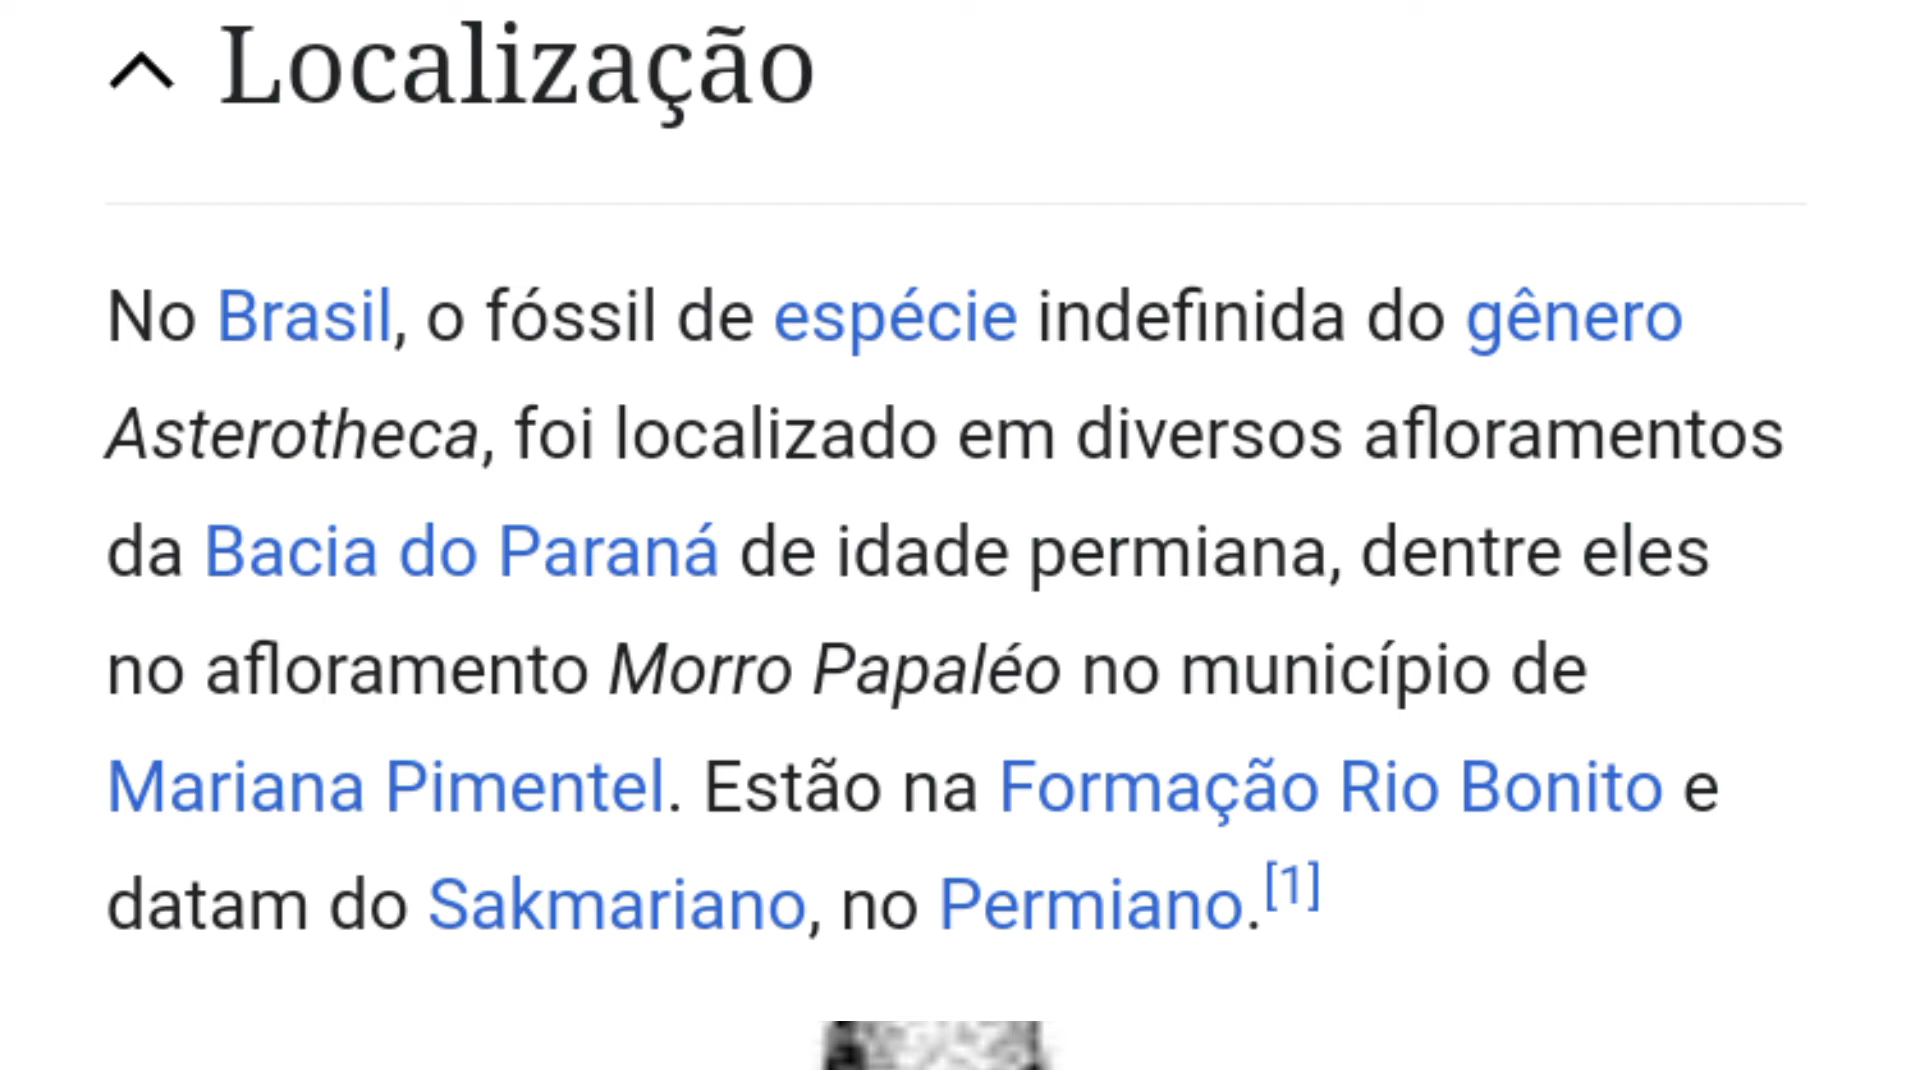 Localização
No Brasil, o fóssil de espécie indefinida do gênero
Asterotheca, foi localizado em diversos afloramentos
da Bacia do Paraná de idade permiana, dentre eles
no afloramento Morro Papaléo no município de
Mariana Pimentel. Estão na Formação Rio Bonito e
datam do Sakmariano, no Permiano.[1]